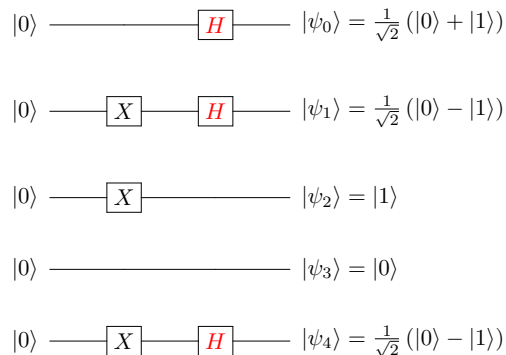 |0⟩ H |ψ₀⟩ = 1/√2 (|0⟩ + |1⟩)
|0⟩ X H |ψ₁⟩ = 1/√2 (|0⟩ − |1⟩)
|0⟩ X |ψ₂⟩ = |1⟩
|0⟩ |ψ₃⟩ = |0⟩
|0⟩ X H |ψ₄⟩ = 1/√2 (|0⟩ − |1⟩)